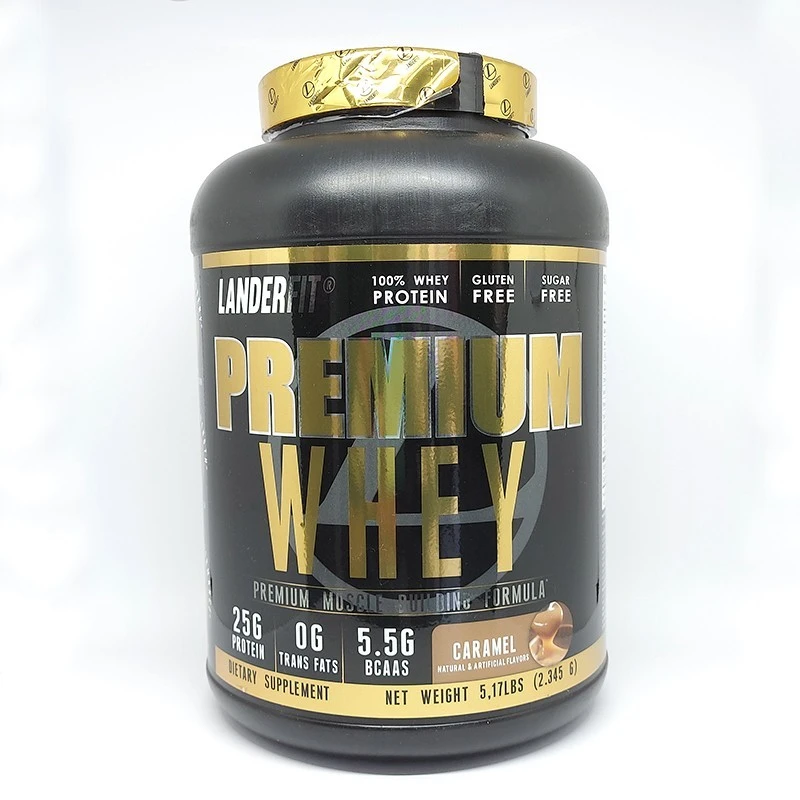 LANDERFIT®
100% WHEY PROTEIN
GLUTEN FREE
SUGAR FREE
PREMIUM
WHEY
PREMIUM MUSCLE BUILDING FORMULA
25G PROTEIN
0G TRANS FATS
5.5G BCAAS
CARAMEL
NATURAL & ARTIFICIAL FLAVORS
DIETARY SUPPLEMENT
NET WEIGHT 5,17LBS (2.345 G)